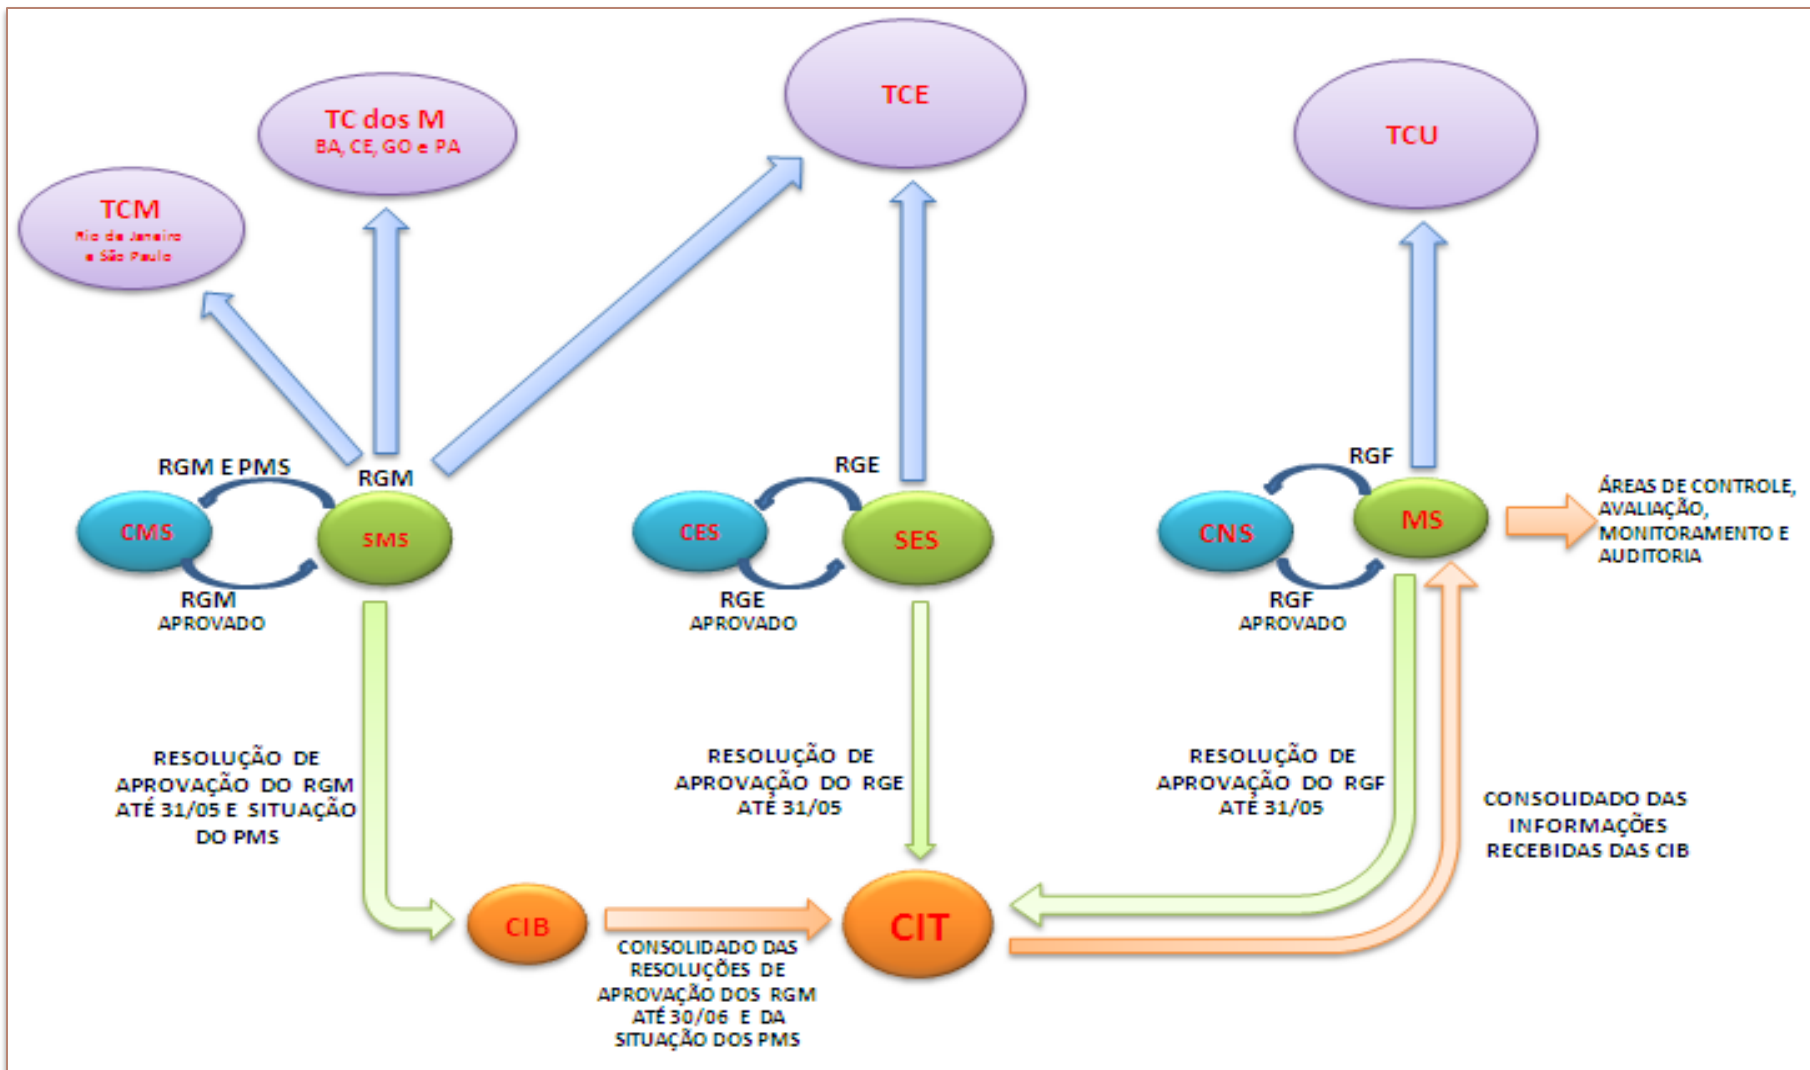 TCE
TC dos M
BA, CE, GO e PA
TCU
TCM
Rio de Janeiro
e São Paulo
RGM E PMS
RGM
RGE
RGF
CMS
SMS
CES
SES
CNS
MS
ÁREAS DE CONTROLE,
AVALIAÇÃO,
MONITORAMENTO E
AUDITORIA
RGM
APROVADO
RGE
APROVADO
RGF
APROVADO
RESOLUÇÃO DE
APROVAÇÃO DO RGM
ATÉ 31/05 E SITUAÇÃO
DO PMS
RESOLUÇÃO DE
APROVAÇÃO DO RGE
ATÉ 31/05
RESOLUÇÃO DE
APROVAÇÃO DO RGF
ATÉ 31/05
CONSOLIDADO DAS
INFORMAÇÕES
RECEBIDAS DAS CIB
CIB
CIT
CONSOLIDADO DAS
RESOLUÇÕES DE
APROVAÇÃO DOS RGM
ATÉ 30/06 E DA
SITUAÇÃO DOS PMS